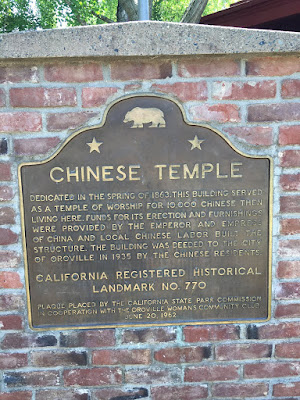 CHINESE TEMPLE
DEDICATED IN THE SPRING OF 1863, THIS BUILDING SERVED
AS A TEMPLE OF WORSHIP FOR 10,000 CHINESE THEN
LIVING HERE. FUNDS FOR ITS ERECTION AND FURNISHINGS
WERE PROVIDED BY THE EMPEROR AND EMPRESS
OF CHINA AND LOCAL CHINESE LABOR BUILT THE
STRUCTURE. THE BUILDING WAS DEEDED TO THE CITY
OF OROVILLE IN 1935 BY THE CHINESE RESIDENTS.
CALIFORNIA REGISTERED HISTORICAL
LANDMARK NO. 770
PLAQUE PLACED BY THE CALIFORNIA STATE PARK COMMISSION
IN COOPERATION WITH THE OROVILLE WOMEN'S COMMUNITY CLUB,
JUNE 20, 1962